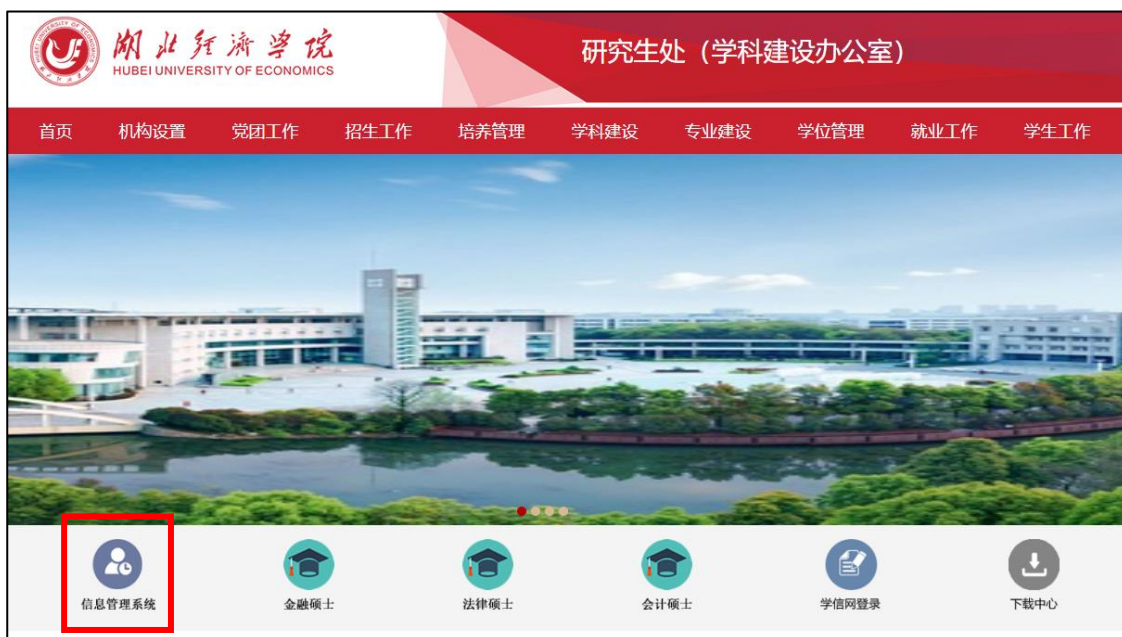 湖北经济学院
HUBEI UNIVERSITY OF ECONOMICS
研究生处（学科建设办公室）
首页 机构设置 党团工作 招生工作 培养管理 学科建设 专业建设 学位管理 就业工作 学生工作
信息管理系统 金融硕士 法律硕士 会计硕士 学信网登录 下载中心